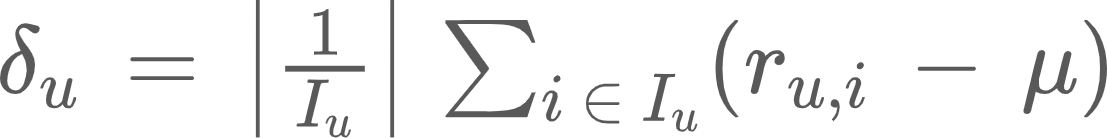 δ_u = | 1/I_u | ∑_{i ∈ I_u} (r_{u,i} − μ)